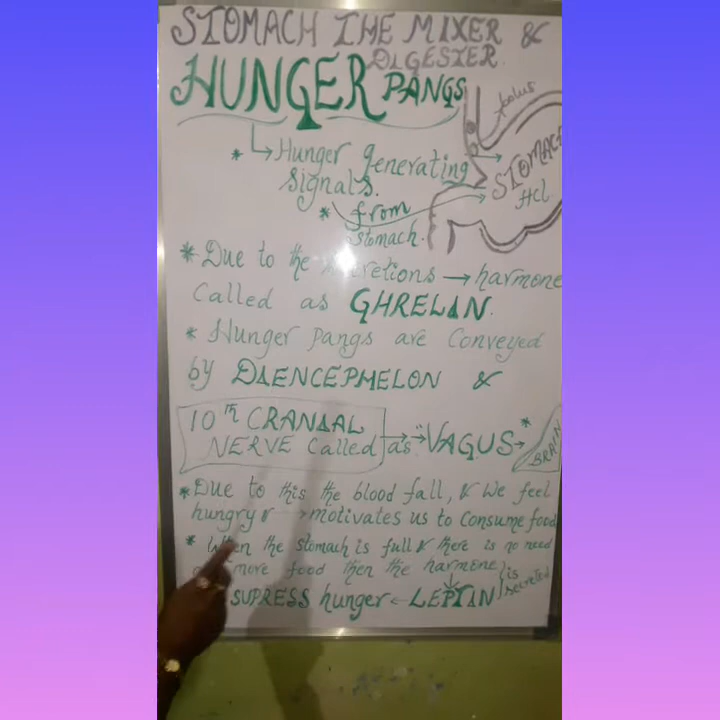 STOMACH THE MIXER &
DIGESTER.
HUNGER PANGS
bolus
* Hunger generating
signals.
* from
stomach.
STOMACH
Hcl
* Due to the secretions → harmone
Called as GHRELIN.
* Hunger pangs are Conveyed
by DIENCEPHELON &
10th CRANIAL
NERVE Called as → "VAGUS → *
BRAIN
* Due to this the blood fall, & We feel
hungry & → motivates us to Consume food
* When the stomach is full & there is no need
more food then the harmone is
secreted
SUPRESS hunger ← LEPTIN